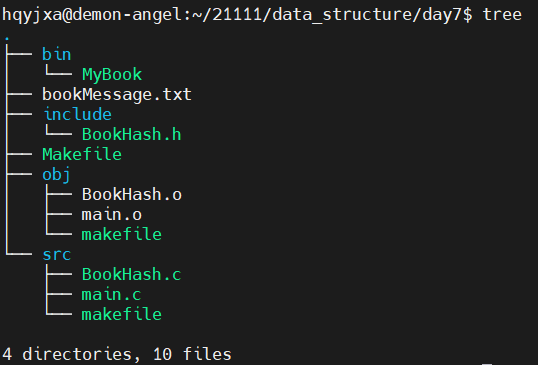 hqyjxa@demon-angel:~/21111/data_structure/day7$ tree
.
├── bin
│   └── MyBook
├── bookMessage.txt
├── include
│   └── BookHash.h
├── Makefile
├── obj
│   ├── BookHash.o
│   ├── main.o
│   └── makefile
└── src
    ├── BookHash.c
    ├── main.c
    └── makefile

4 directories, 10 files